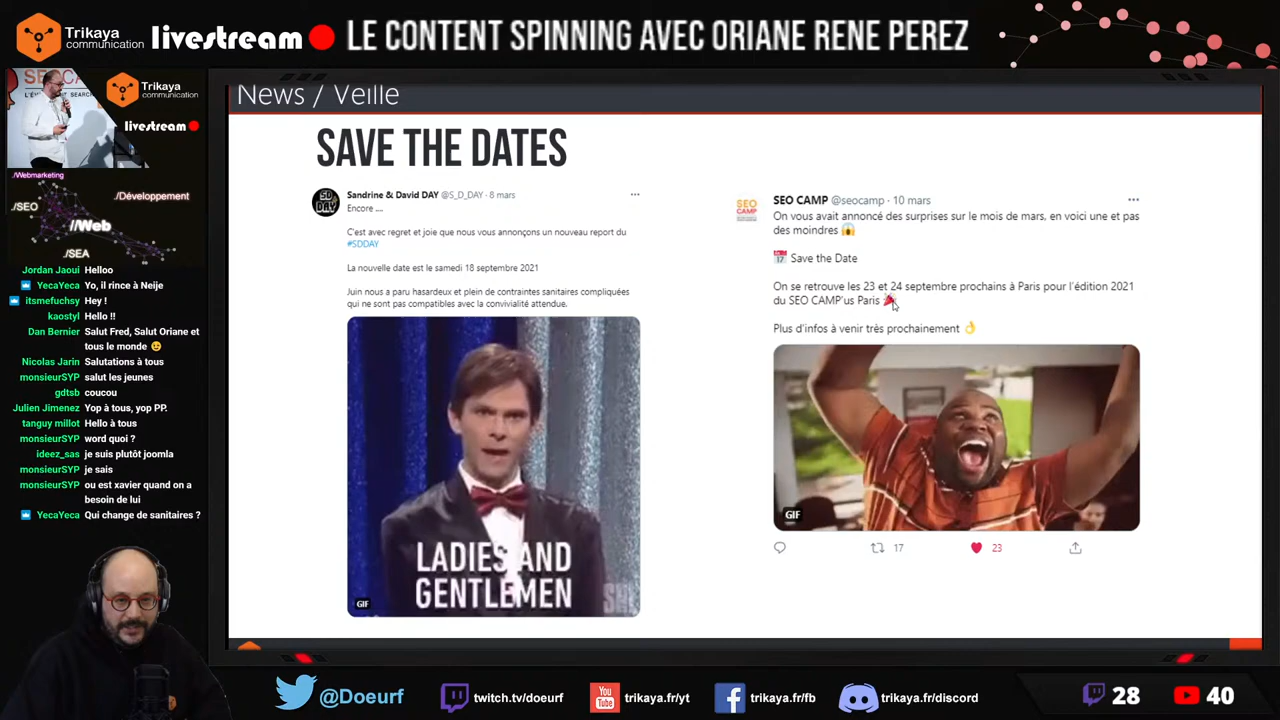 Trikaya
communication
livestream
LE CONTENT SPINNING AVEC ORIANE RENE PEREZ
Trikaya
communication
livestream
./Webmarketing
./Développement
./SEO
//Web
./SEA
Jordan Jaoui Helloo
YecaYeca Yo, il rince à Neije
itsmefuchsy Hey !
kaostyl Hello !!
Dan Bernier Salut Fred, Salut Oriane et
tous le monde 😉
Nicolas Jarin Salutations à tous
monsieurSYP salut les jeunes
gdtsb coucou
Julien Jimenez Yop à tous, yop PP.
tanguy millot Hello à tous
monsieurSYP word quoi ?
ideez_sas je suis plutôt joomla
monsieurSYP je sais
monsieurSYP ou est xavier quand on a
besoin de lui
YecaYeca Qui change de sanitaires ?
News / Veille
SAVE THE DATES
SD
DAY
Sandrine & David DAY @S_D_DAY · 8 mars
Encore ....
C'est avec regret et joie que nous vous annonçons un nouveau report du
#SDDAY
La nouvelle date est le samedi 18 septembre 2021
Juin nous a paru hasardeux et plein de contraintes sanitaires compliquées
qui ne sont pas compatibles avec la convivialité attendue.
LADIES AND
GENTLEMEN
GIF
SEO
CAMP
SEO CAMP @seocamp · 10 mars
On vous avait annoncé des surprises sur le mois de mars, en voici une et pas
des moindres 😱
📅 Save the Date
On se retrouve les 23 et 24 septembre prochains à Paris pour l'édition 2021
du SEO CAMP'us Paris 🎉
Plus d'infos à venir très prochainement 👌
GIF
17
23
@Doeurf
twitch.tv/doeurf
You
Tube
trikaya.fr/yt
trikaya.fr/fb
trikaya.fr/discord
28
40